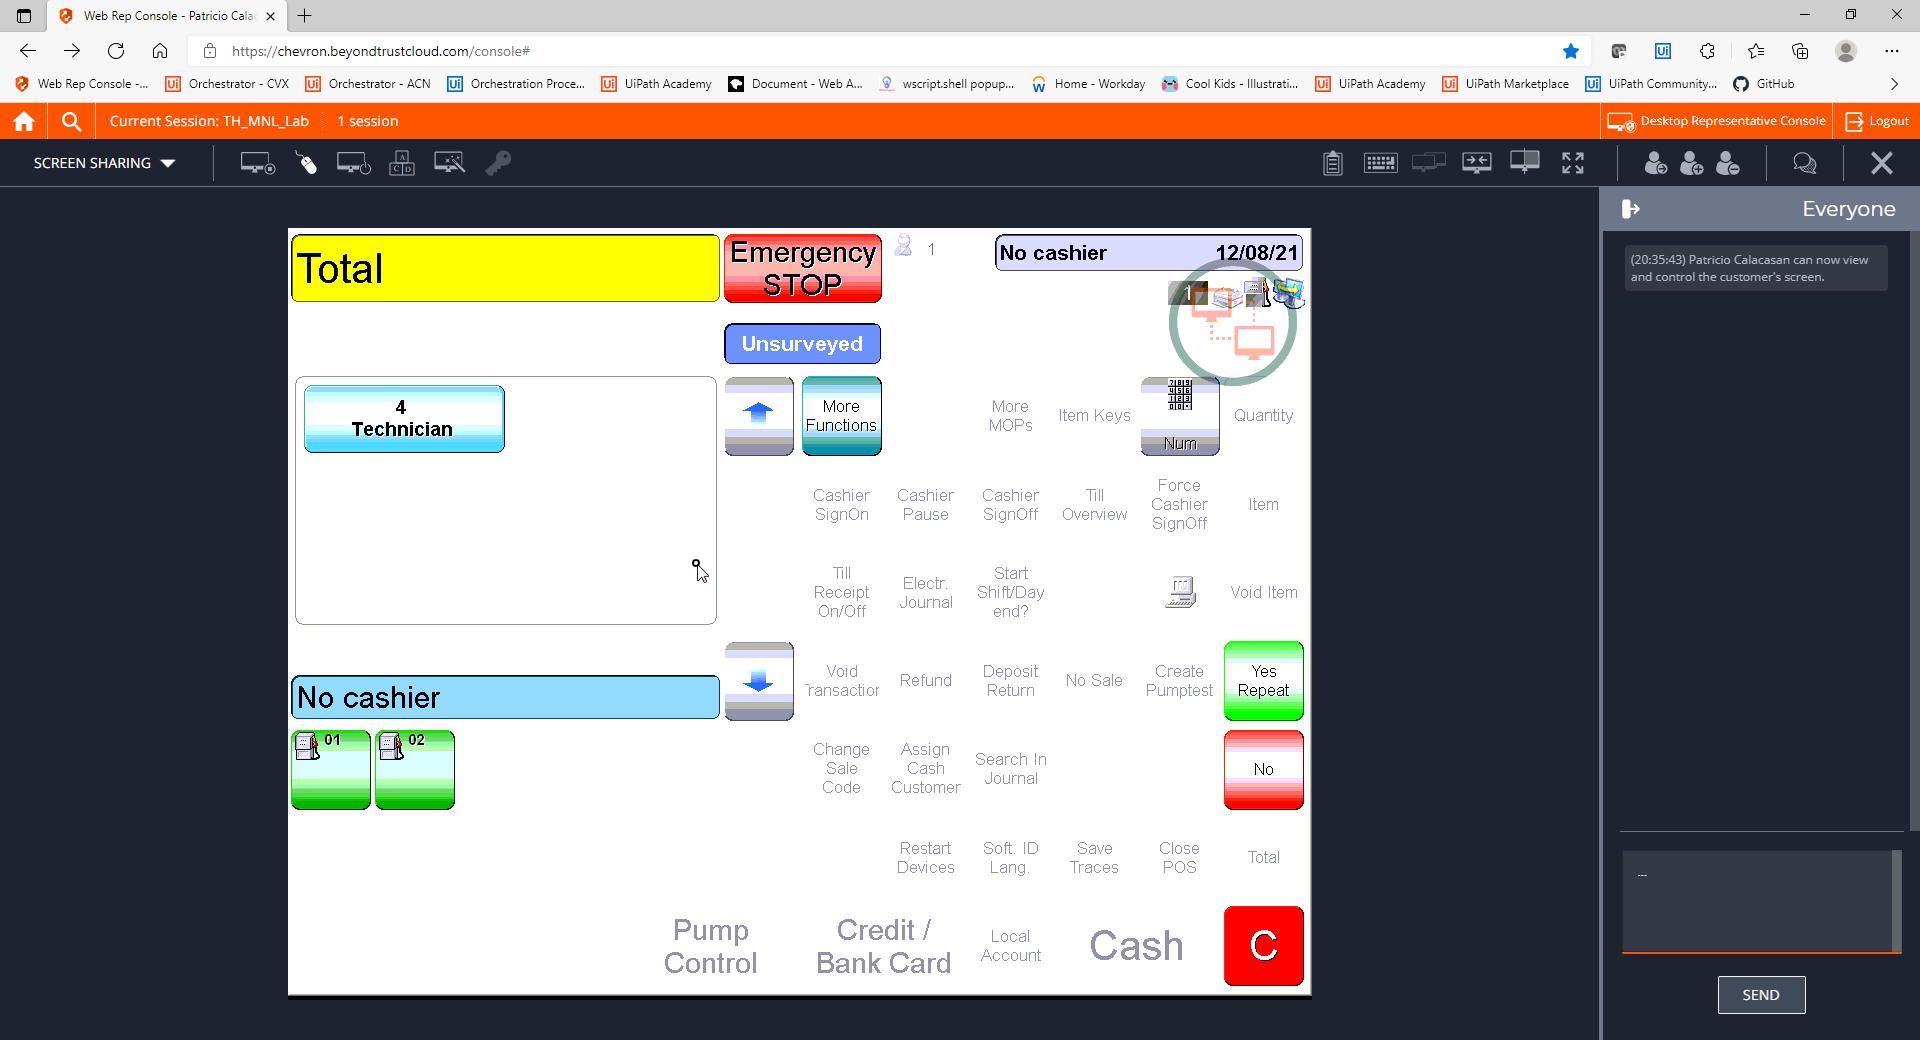 Web Rep Console - Patricio Cala
https://chevron.beyondtrustcloud.com/console#
Web Rep Console -...
Orchestrator - CVX
Orchestrator - ACN
Orchestration Proce...
UiPath Academy
Document - Web A...
wscript.shell popup...
Home - Workday
Cool Kids - Illustrati...
UiPath Academy
UiPath Marketplace
UiPath Community...
GitHub
Current Session: TH_MNL_Lab
1 session
Desktop Representative Console
Logout
SCREEN SHARING
Everyone
(20:35:43) Patricio Calacasan can now view
and control the customer's screen.
Total
Emergency
STOP
1
No cashier 12/08/21
1
Unsurveyed
4
Technician
More
Functions
More
MOPs
Item Keys
Num
Quantity
Cashier
SignOn
Cashier
Pause
Cashier
SignOff
Till
Overview
Force
Cashier
SignOff
Item
Till
Receipt
On/Off
Electr.
Journal
Start
Shift/Day
end?
Void Item
No cashier
Void
Transaction
Refund
Deposit
Return
No Sale
Create
Pumptest
Yes
Repeat
01
02
Change
Sale
Code
Assign
Cash
Customer
Search In
Journal
No
Restart
Devices
Soft. ID
Lang.
Save
Traces
Close
POS
Total
Pump
Control
Credit /
Bank Card
Local
Account
Cash
C
...
SEND